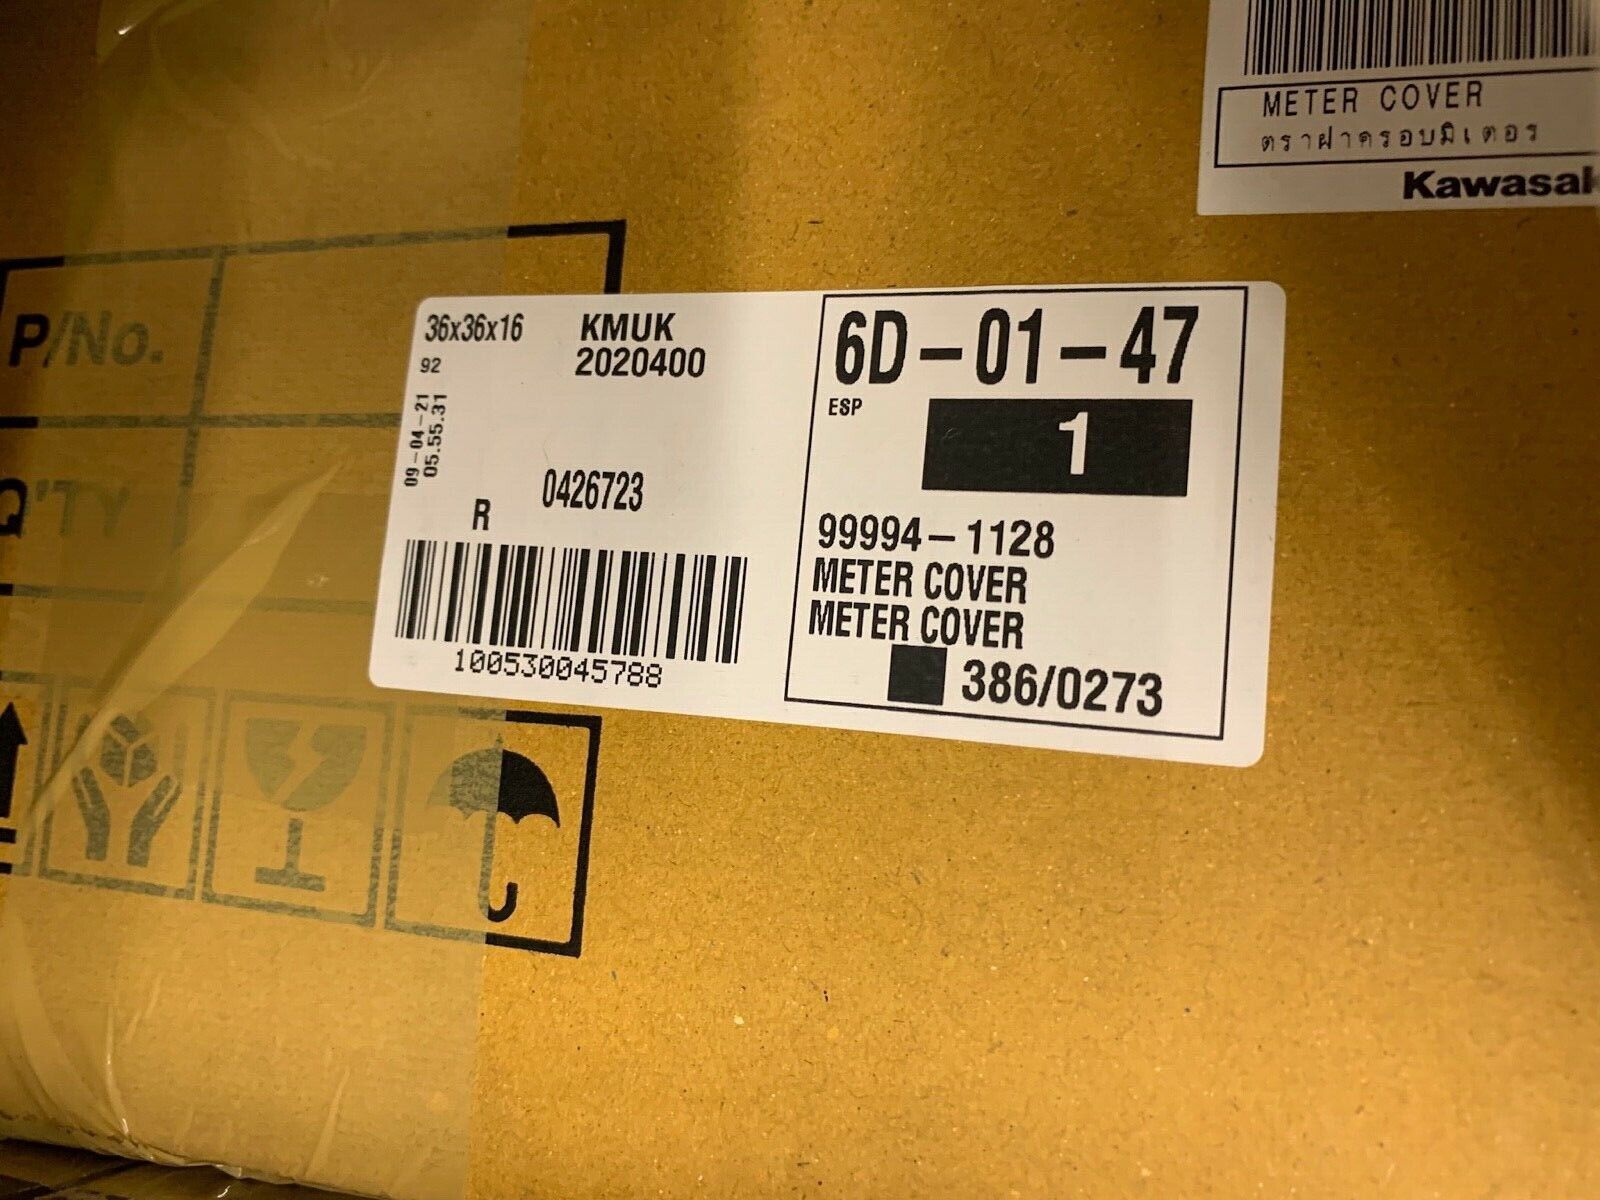 METER COVER
ตราฝาครอบมิเตอร
Kawasak
P/No.
Q'TY
36x36x16
KMUK
92
2020400
09-04-21
05.55.31
0426723
R
100530045788
6D-01-47
ESP
1
99994-1128
METER COVER
METER COVER
386/0273